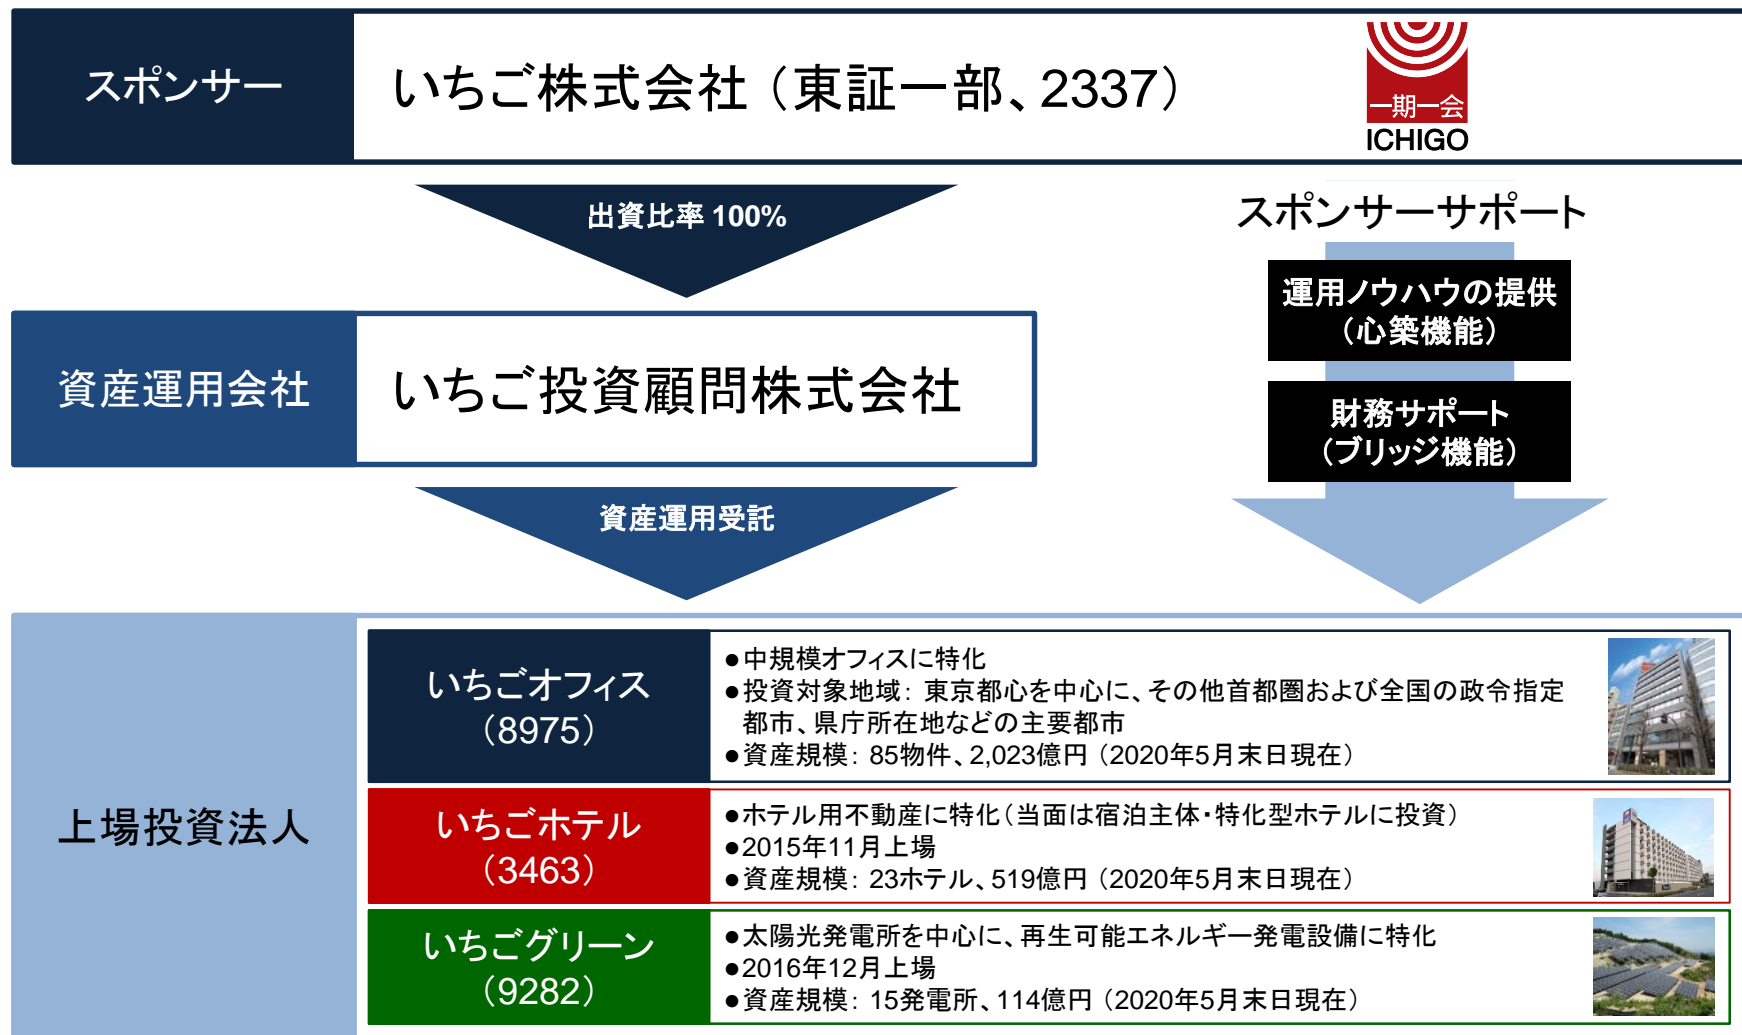 スポンサー
いちご株式会社（東証一部、2337）
一期一会
ICHIGO
出資比率 100%
スポンサーサポート
運用ノウハウの提供
（心築機能）
資産運用会社
いちご投資顧問株式会社
財務サポート
（ブリッジ機能）
資産運用受託
上場投資法人
いちごオフィス
（8975）
●中規模オフィスに特化
●投資対象地域： 東京都心を中心に、その他首都圏および全国の政令指定
都市、県庁所在地などの主要都市
●資産規模： 85物件、2,023億円（2020年5月末日現在）
いちごホテル
（3463）
●ホテル用不動産に特化（当面は宿泊主体・特化型ホテルに投資）
●2015年11月上場
●資産規模： 23ホテル、519億円（2020年5月末日現在）
いちごグリーン
（9282）
●太陽光発電所を中心に、再生可能エネルギー発電設備に特化
●2016年12月上場
●資産規模： 15発電所、114億円（2020年5月末日現在）